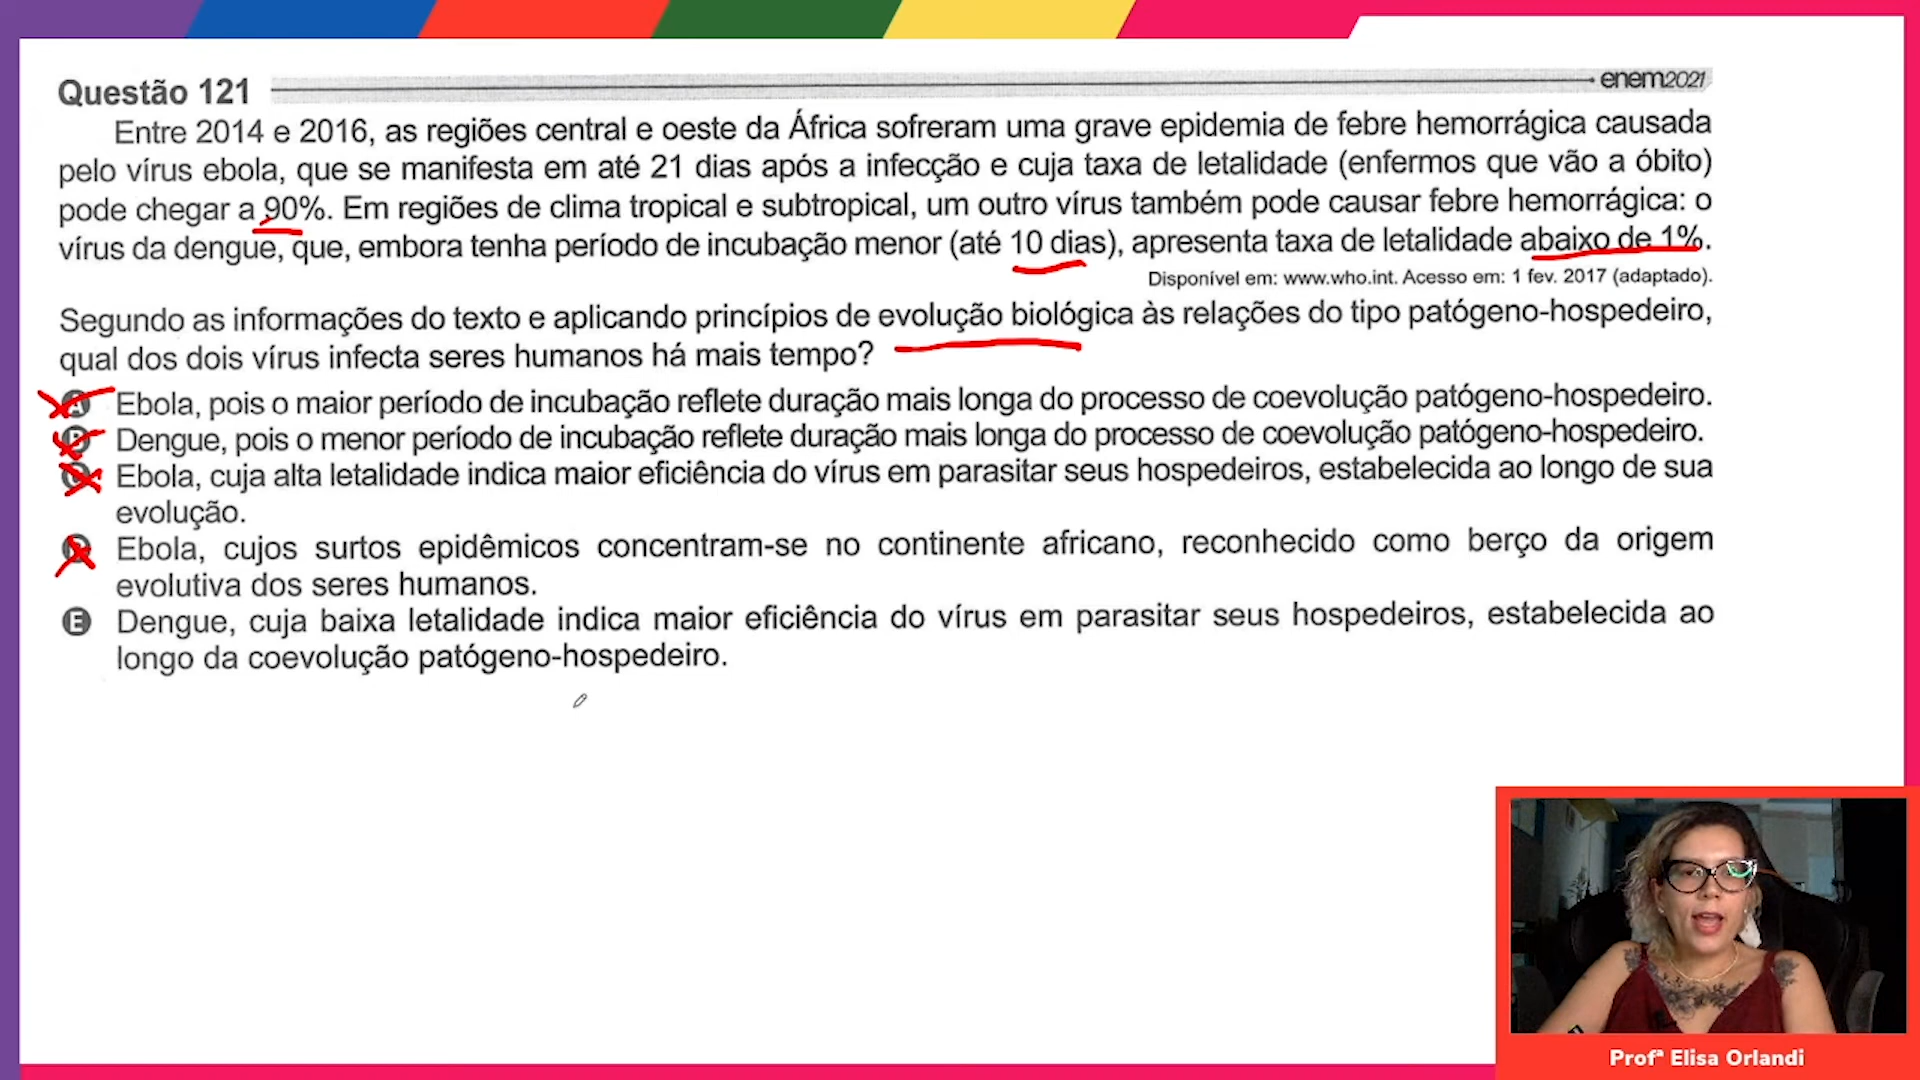 Questão 121
enem2021
Entre 2014 e 2016, as regiões central e oeste da África sofreram uma grave epidemia de febre hemorrágica causada
pelo vírus ebola, que se manifesta em até 21 dias após a infecção e cuja taxa de letalidade (enfermos que vão a óbito)
pode chegar a 90%. Em regiões de clima tropical e subtropical, um outro vírus também pode causar febre hemorrágica: o
vírus da dengue, que, embora tenha período de incubação menor (até 10 dias), apresenta taxa de letalidade abaixo de 1%.
Disponível em: www.who.int. Acesso em: 1 fev. 2017 (adaptado).
Segundo as informações do texto e aplicando princípios de evolução biológica às relações do tipo patógeno-hospedeiro,
qual dos dois vírus infecta seres humanos há mais tempo?
A Ebola, pois o maior período de incubação reflete duração mais longa do processo de coevolução patógeno-hospedeiro.
B Dengue, pois o menor período de incubação reflete duração mais longa do processo de coevolução patógeno-hospedeiro.
C Ebola, cuja alta letalidade indica maior eficiência do vírus em parasitar seus hospedeiros, estabelecida ao longo de sua
evolução.
D Ebola, cujos surtos epidêmicos concentram-se no continente africano, reconhecido como berço da origem
evolutiva dos seres humanos.
E Dengue, cuja baixa letalidade indica maior eficiência do vírus em parasitar seus hospedeiros, estabelecida ao
longo da coevolução patógeno-hospedeiro.
Profª Elisa Orlandi